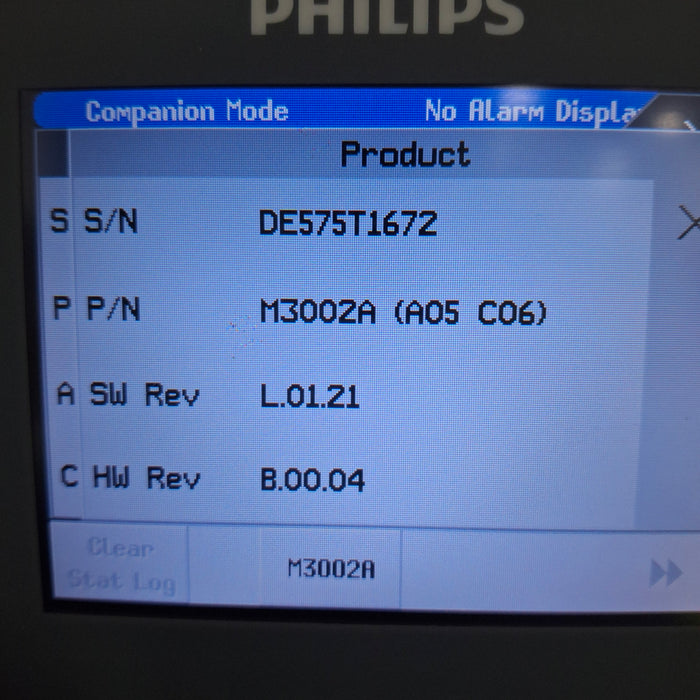 PHILIPS
Companion Mode No Alarm Displa
Product
S S/N DE575T1672
P P/N M3002A (A05 C06)
A SW Rev L.01.21
C HW Rev B.00.04
Clear
Stat Log
M3002A